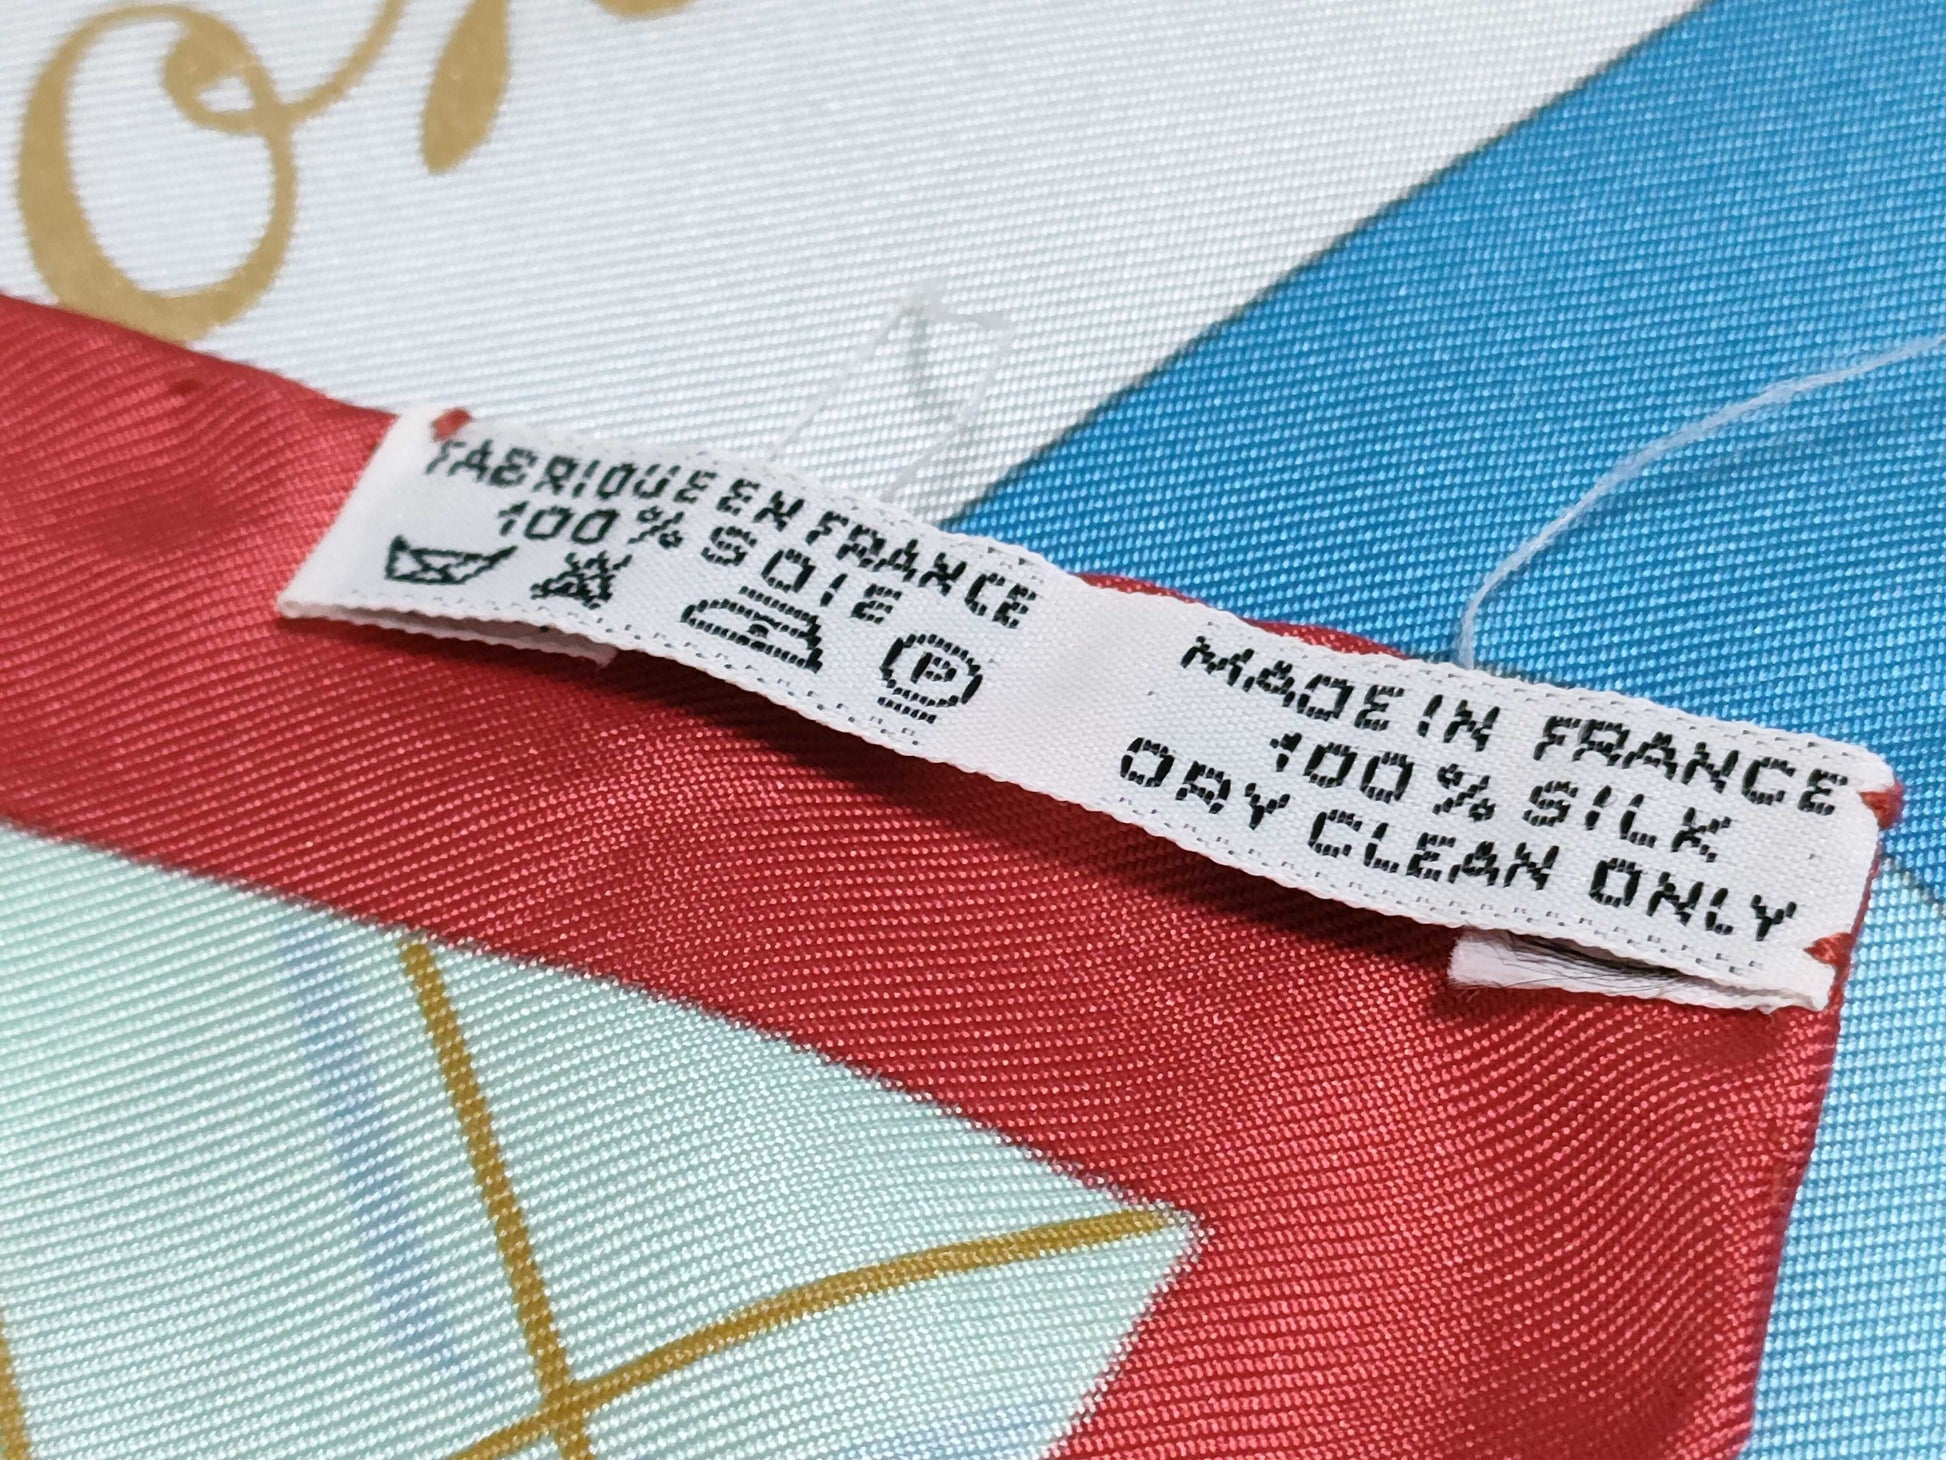 FABRIQUE EN FRANCE
100 % SOIE
P
MADE IN FRANCE
100 % SILK
DRY CLEAN ONLY